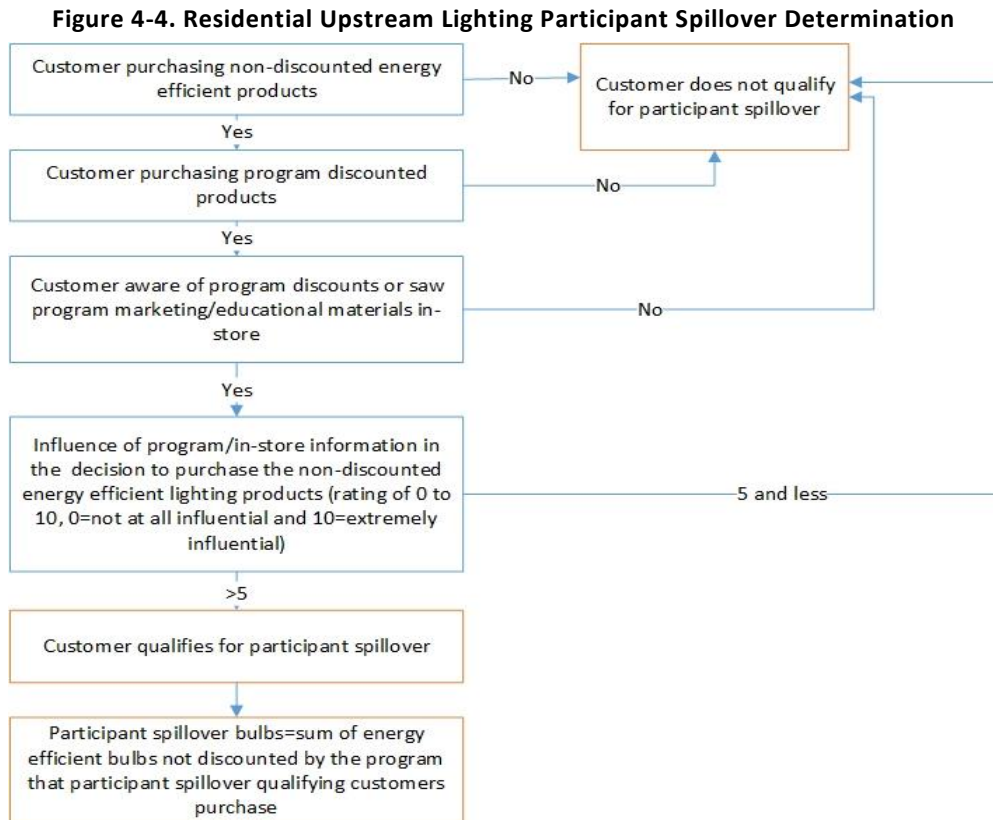 Figure 4-4. Residential Upstream Lighting Participant Spillover Determination
Customer purchasing non-discounted energy
efficient products
No
Customer does not qualify
for participant spillover
Yes
Customer purchasing program discounted
products
No
Yes
Customer aware of program discounts or saw
program marketing/educational materials in-
store
No
Yes
Influence of program/in-store information in
the decision to purchase the non-discounted
energy efficient lighting products (rating of 0 to
10, 0=not at all influential and 10=extremely
influential)
5 and less
>5
Customer qualifies for participant spillover
Participant spillover bulbs=sum of energy
efficient bulbs not discounted by the program
that participant spillover qualifying customers
purchase